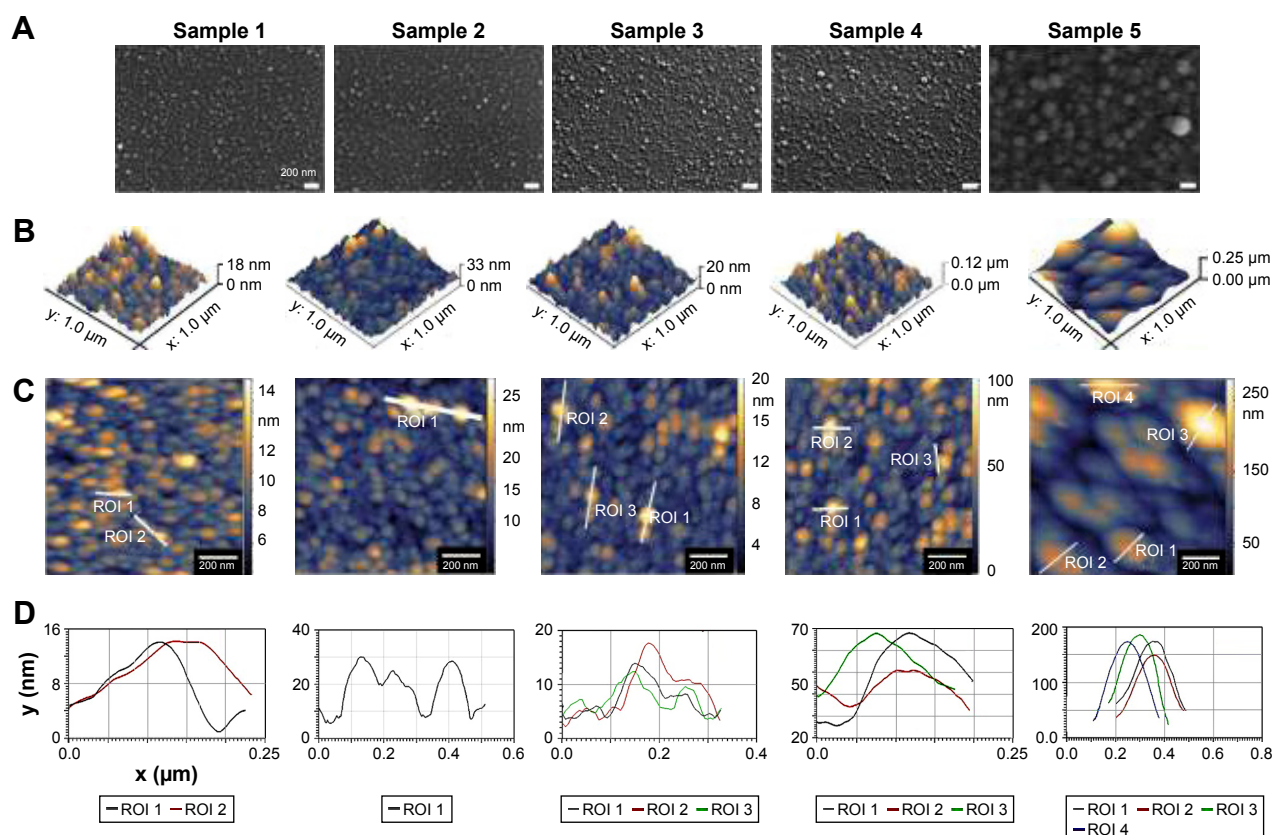 A
Sample 1 Sample 2 Sample 3 Sample 4 Sample 5
200 nm
B
18 nm
0 nm
y: 1.0 µm
x: 1.0 µm
33 nm
0 nm
y: 1.0 µm
x: 1.0 µm
20 nm
0 nm
y: 1.0 µm
x: 1.0 µm
0.12 µm
0.0 µm
y: 1.0 µm
x: 1.0 µm
0.25 µm
0.00 µm
y: 1.0 µm
x: 1.0 µm
C
ROI 1
ROI 2
200 nm
14
nm
12
10
8
6
ROI 1
200 nm
25
nm
20
15
10
ROI 2
ROI 3
ROI 1
200 nm
20
nm
15
12
8
4
ROI 2
ROI 3
ROI 1
200 nm
100
nm
50
0
ROI 4
ROI 3
ROI 2
ROI 1
200 nm
250
nm
150
50
D
y (nm)
16
8
0
0.0
0.25
x (µm)
ROI 1 ROI 2
40
20
0
0.0 0.2 0.4 0.6
ROI 1
20
10
0
0.0 0.2 0.4
ROI 1 ROI 2 ROI 3
70
50
20
0.0 0.25
ROI 1 ROI 2 ROI 3
200
100
0.0
0.0 0.2 0.4 0.6 0.8
ROI 1 ROI 2 ROI 3
ROI 4